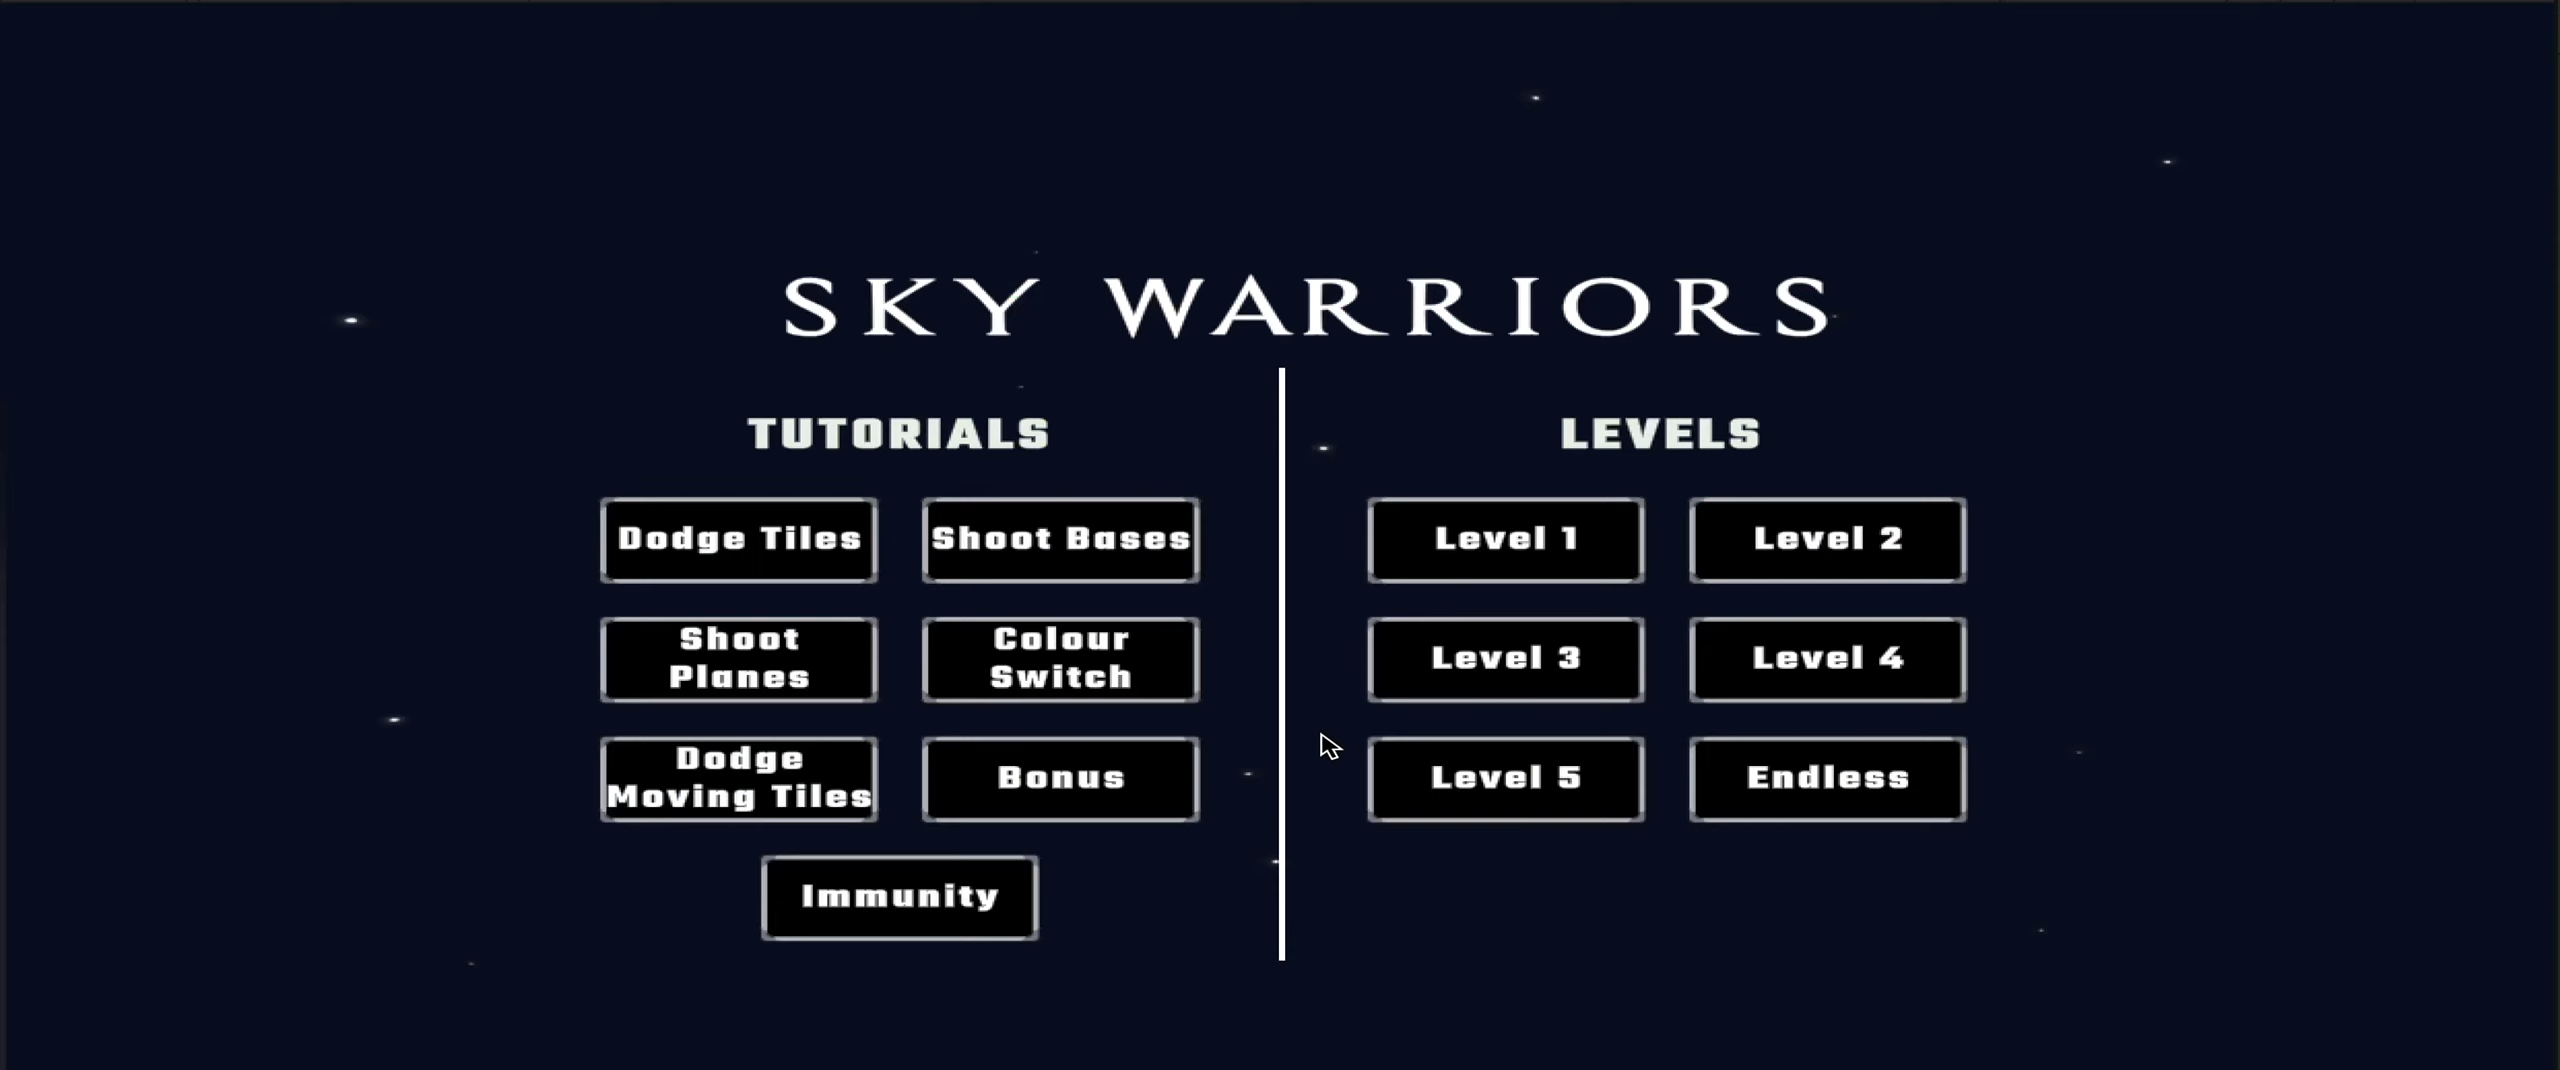 SKY WARRIORS
TUTORIALS
Dodge Tiles
Shoot Bases
Shoot
Planes
Colour
Switch
Dodge
Moving Tiles
Bonus
Immunity
LEVELS
Level 1
Level 2
Level 3
Level 4
Level 5
Endless